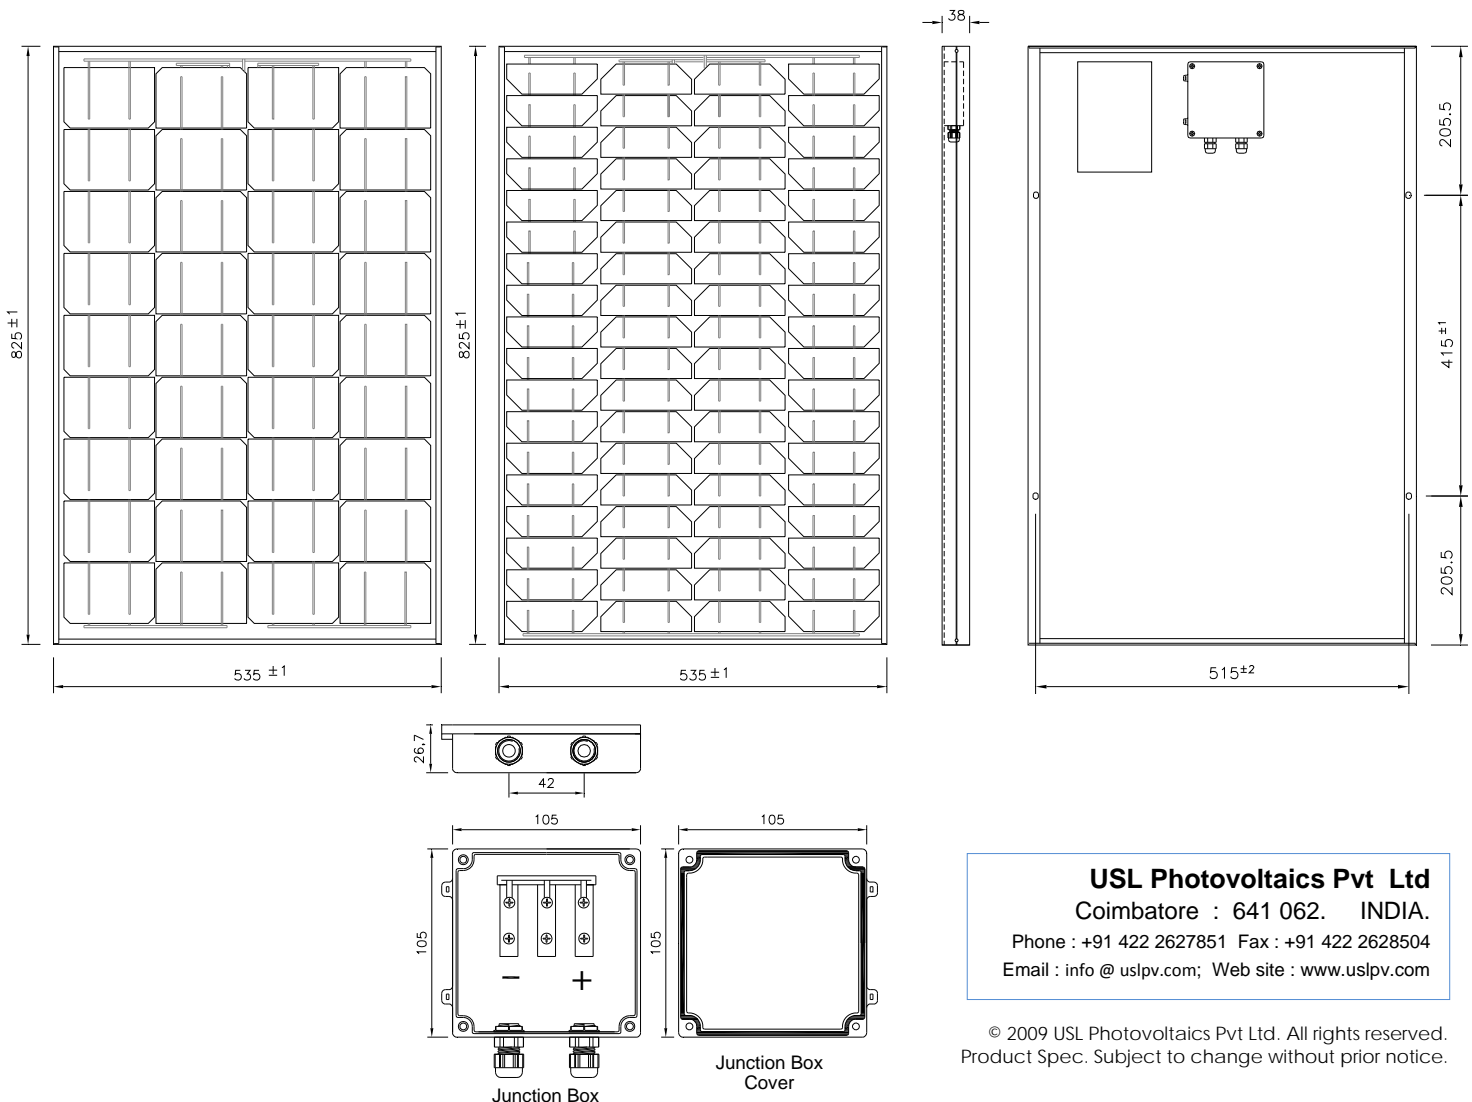 38
825±1
825±1
205.5
415±1
205.5
535 ±1
535±1
515±2
26,7
42
105
105
105
105
− +
Junction Box
Junction Box
Cover
USL Photovoltaics Pvt Ltd
Coimbatore : 641 062. INDIA.
Phone : +91 422 2627851 Fax : +91 422 2628504
Email : info @ uslpv.com; Web site : www.uslpv.com
© 2009 USL Photovoltaics Pvt Ltd. All rights reserved.
Product Spec. Subject to change without prior notice.